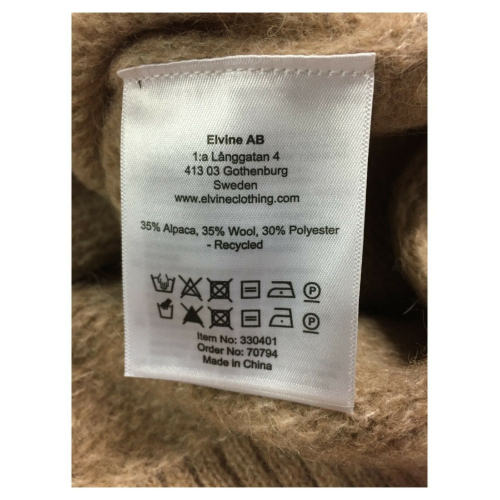 Elvine AB
1:a Långgatan 4
413 03 Gothenburg
Sweden
www.elvineclothing.com
35% Alpaca, 35% Wool, 30% Polyester
- Recycled
P
P
Item No: 330401
Order No: 70794
Made in China